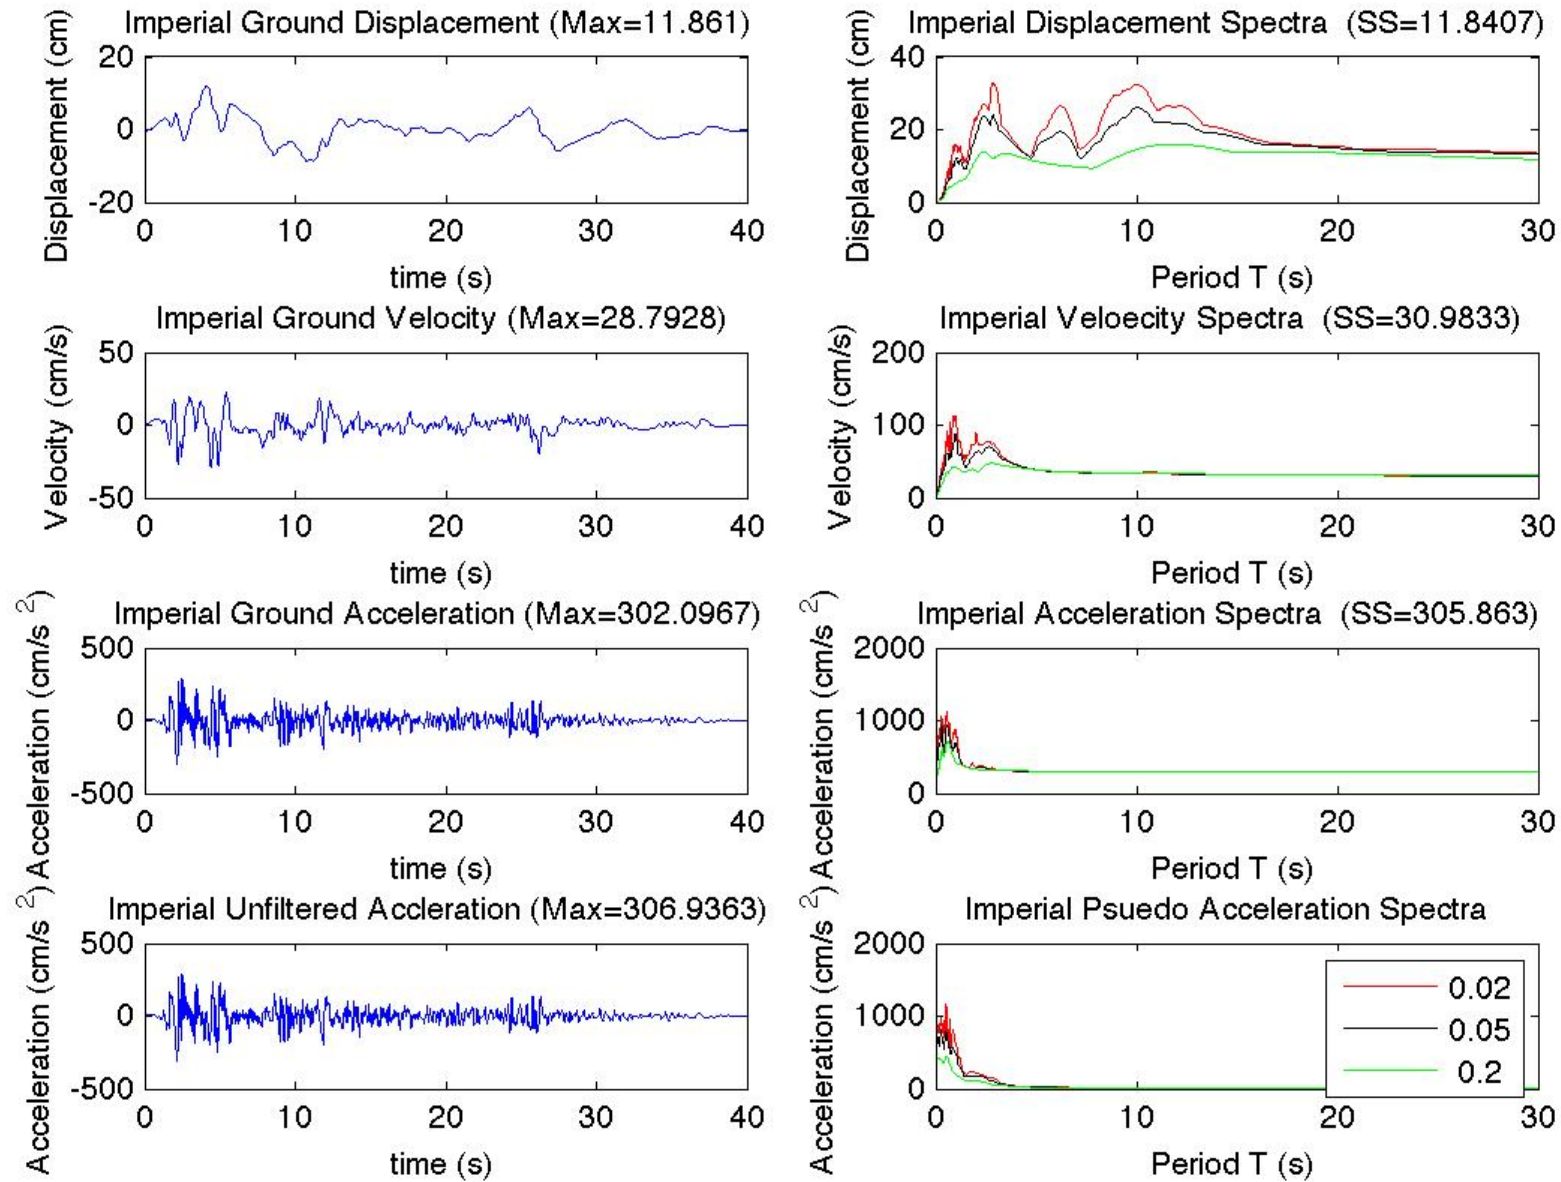 Imperial Ground Displacement (Max=11.861)
Displacement (cm)
20
0
-20
0 10 20 30 40
time (s)
Imperial Displacement Spectra (SS=11.8407)
Displacement (cm)
40
20
0
0 10 20 30
Period T (s)
Imperial Ground Velocity (Max=28.7928)
Velocity (cm/s)
50
0
-50
0 10 20 30 40
time (s)
Imperial Veloecity Spectra (SS=30.9833)
Velocity (cm/s)
200
100
0
0 10 20 30
Period T (s)
Imperial Ground Acceleration (Max=302.0967)
Acceleration (cm/s ²)
500
0
-500
0 10 20 30 40
time (s)
Imperial Acceleration Spectra (SS=305.863)
Acceleration (cm/s ²)
2000
1000
0
0 10 20 30
Period T (s)
Imperial Unfiltered Accleration (Max=306.9363)
Acceleration (cm/s ²)
500
0
-500
0 10 20 30 40
time (s)
Imperial Psuedo Acceleration Spectra
Acceleration (cm/s ²)
2000
1000
0
0.02
0.05
0.2
0 10 20 30
Period T (s)